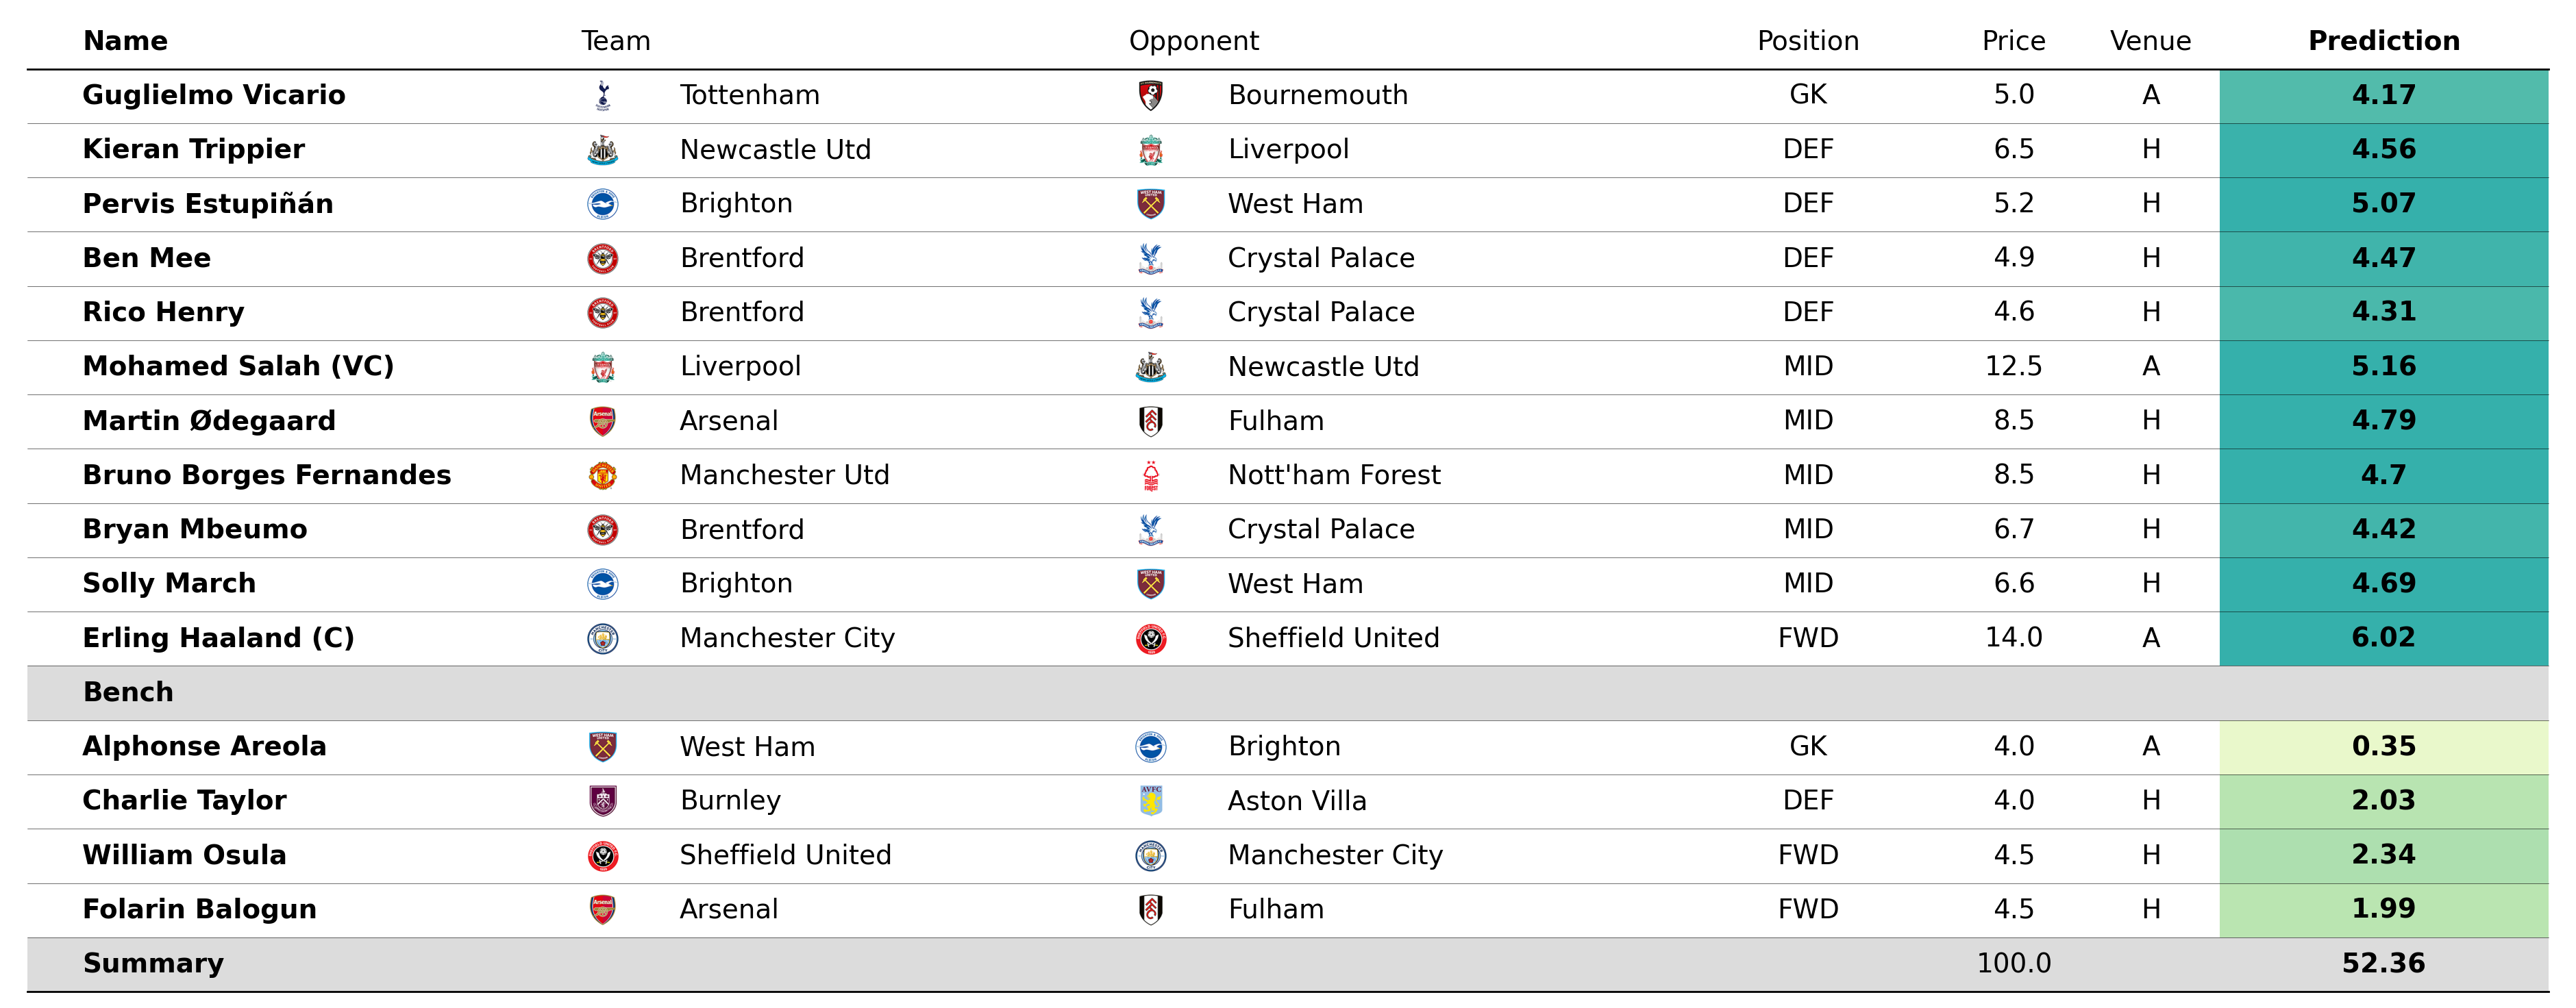 Name Team Opponent Position Price Venue Prediction
Guglielmo Vicario Tottenham Bournemouth GK 5.0 A 4.17
Kieran Trippier Newcastle Utd Liverpool DEF 6.5 H 4.56
Pervis Estupiñán Brighton West Ham DEF 5.2 H 5.07
Ben Mee Brentford Crystal Palace DEF 4.9 H 4.47
Rico Henry Brentford Crystal Palace DEF 4.6 H 4.31
Mohamed Salah (VC) Liverpool Newcastle Utd MID 12.5 A 5.16
Martin Ødegaard Arsenal Fulham MID 8.5 H 4.79
Bruno Borges Fernandes Manchester Utd Nott'ham Forest MID 8.5 H 4.7
Bryan Mbeumo Brentford Crystal Palace MID 6.7 H 4.42
Solly March Brighton West Ham MID 6.6 H 4.69
Erling Haaland (C) Manchester City Sheffield United FWD 14.0 A 6.02
Bench
Alphonse Areola West Ham Brighton GK 4.0 A 0.35
Charlie Taylor Burnley Aston Villa DEF 4.0 H 2.03
William Osula Sheffield United Manchester City FWD 4.5 H 2.34
Folarin Balogun Arsenal Fulham FWD 4.5 H 1.99
Summary 100.0 52.36